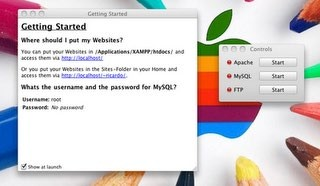 Getting Started
Getting Started
Where should I put my Websites?
You can put your Websites in /Applications/XAMPP/htdocs/ and
access them via http://localhost/
Or you put your Websites in the Sites-Folder in your Home and
access them via http://localhost/~ricardo/.
Whats the username and the password for MySQL?
Username: root
Password: No password
Show at launch
Controls
Apache Start
MySQL Start
FTP Start